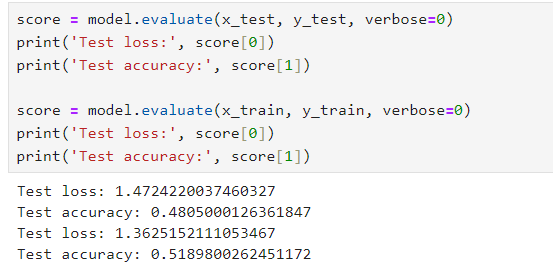 score = model.evaluate(x_test, y_test, verbose=0)
print('Test loss:', score[0])
print('Test accuracy:', score[1])
score = model.evaluate(x_train, y_train, verbose=0)
print('Test loss:', score[0])
print('Test accuracy:', score[1])
Test loss: 1.4724220037460327
Test accuracy: 0.4805000126361847
Test loss: 1.3625152111053467
Test accuracy: 0.5189800262451172